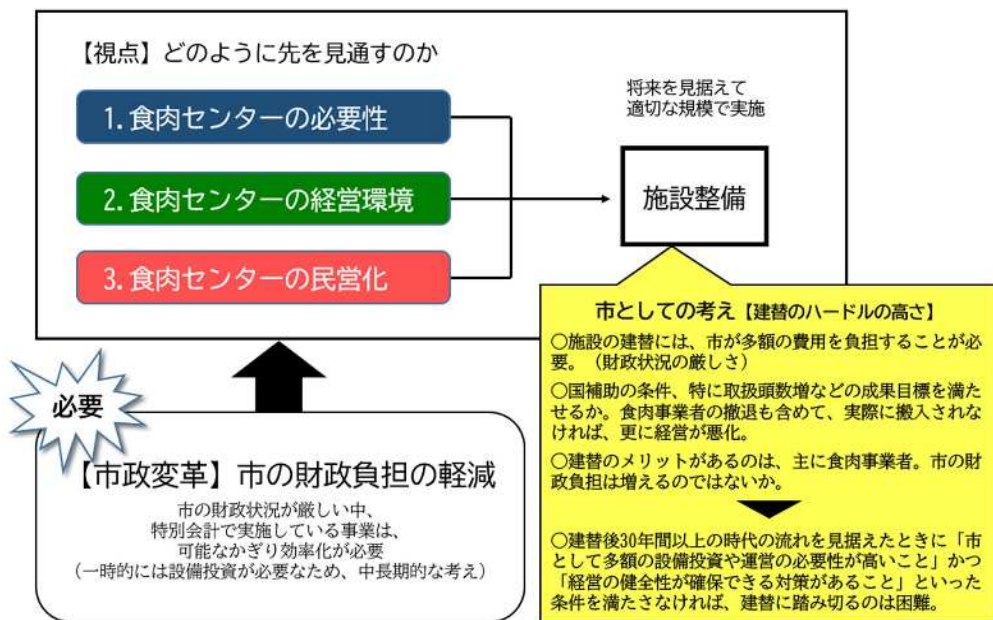 【視点】どのように先を見通すのか
1.食肉センターの必要性
2.食肉センターの経営環境
3.食肉センターの民営化
将来を見据えて
適切な規模で実施
施設整備
必要
【市政変革】市の財政負担の軽減
市の財政状況が厳しい中、
特別会計で実施している事業は、
可能なかぎり効率化が必要
(一時的には設備投資が必要なため、中長期的な考え)
市としての考え【建替のハードルの高さ】
○施設の建替には、市が多額の費用を負担することが必
要。(財政状況の厳しさ)
○国補助の条件、特に取扱頭数増などの成果目標を満た
せるか。食肉事業者の撤退も含めて、実際に搬入されな
ければ、更に経営が悪化。
○建替のメリットがあるのは、主に食肉事業者。市の財
政負担は増えるのではないか。
○建替後30年間以上の時代の流れを見据えたときに「市
として多額の設備投資や運営の必要性が高いこと」かつ
「経営の健全性が確保できる対策があること」といった
条件を満たさなければ、建替に踏み切るのは困難。